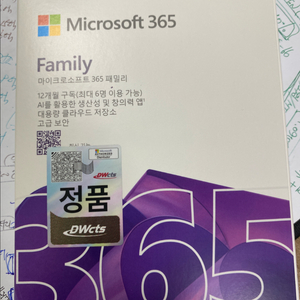 Microsoft 365
Family
마이크로소프트 365 패밀리
12개월 구독(최대 6명 이용 가능)
AI를 활용한 생산성 및 창의력 앱
대용량 클라우드 저장소
고급 보안
DWcts
정품
DWcts
365